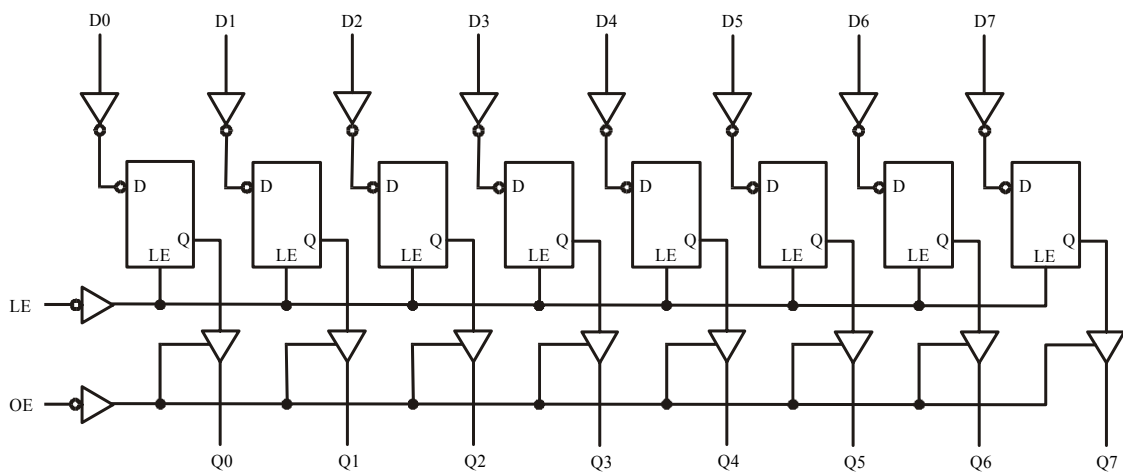 D0 D1 D2 D3 D4 D5 D6 D7
D D D D D D D D
Q Q Q Q Q Q Q Q
LE LE LE LE LE LE LE LE
LE
OE
Q0 Q1 Q2 Q3 Q4 Q5 Q6 Q7